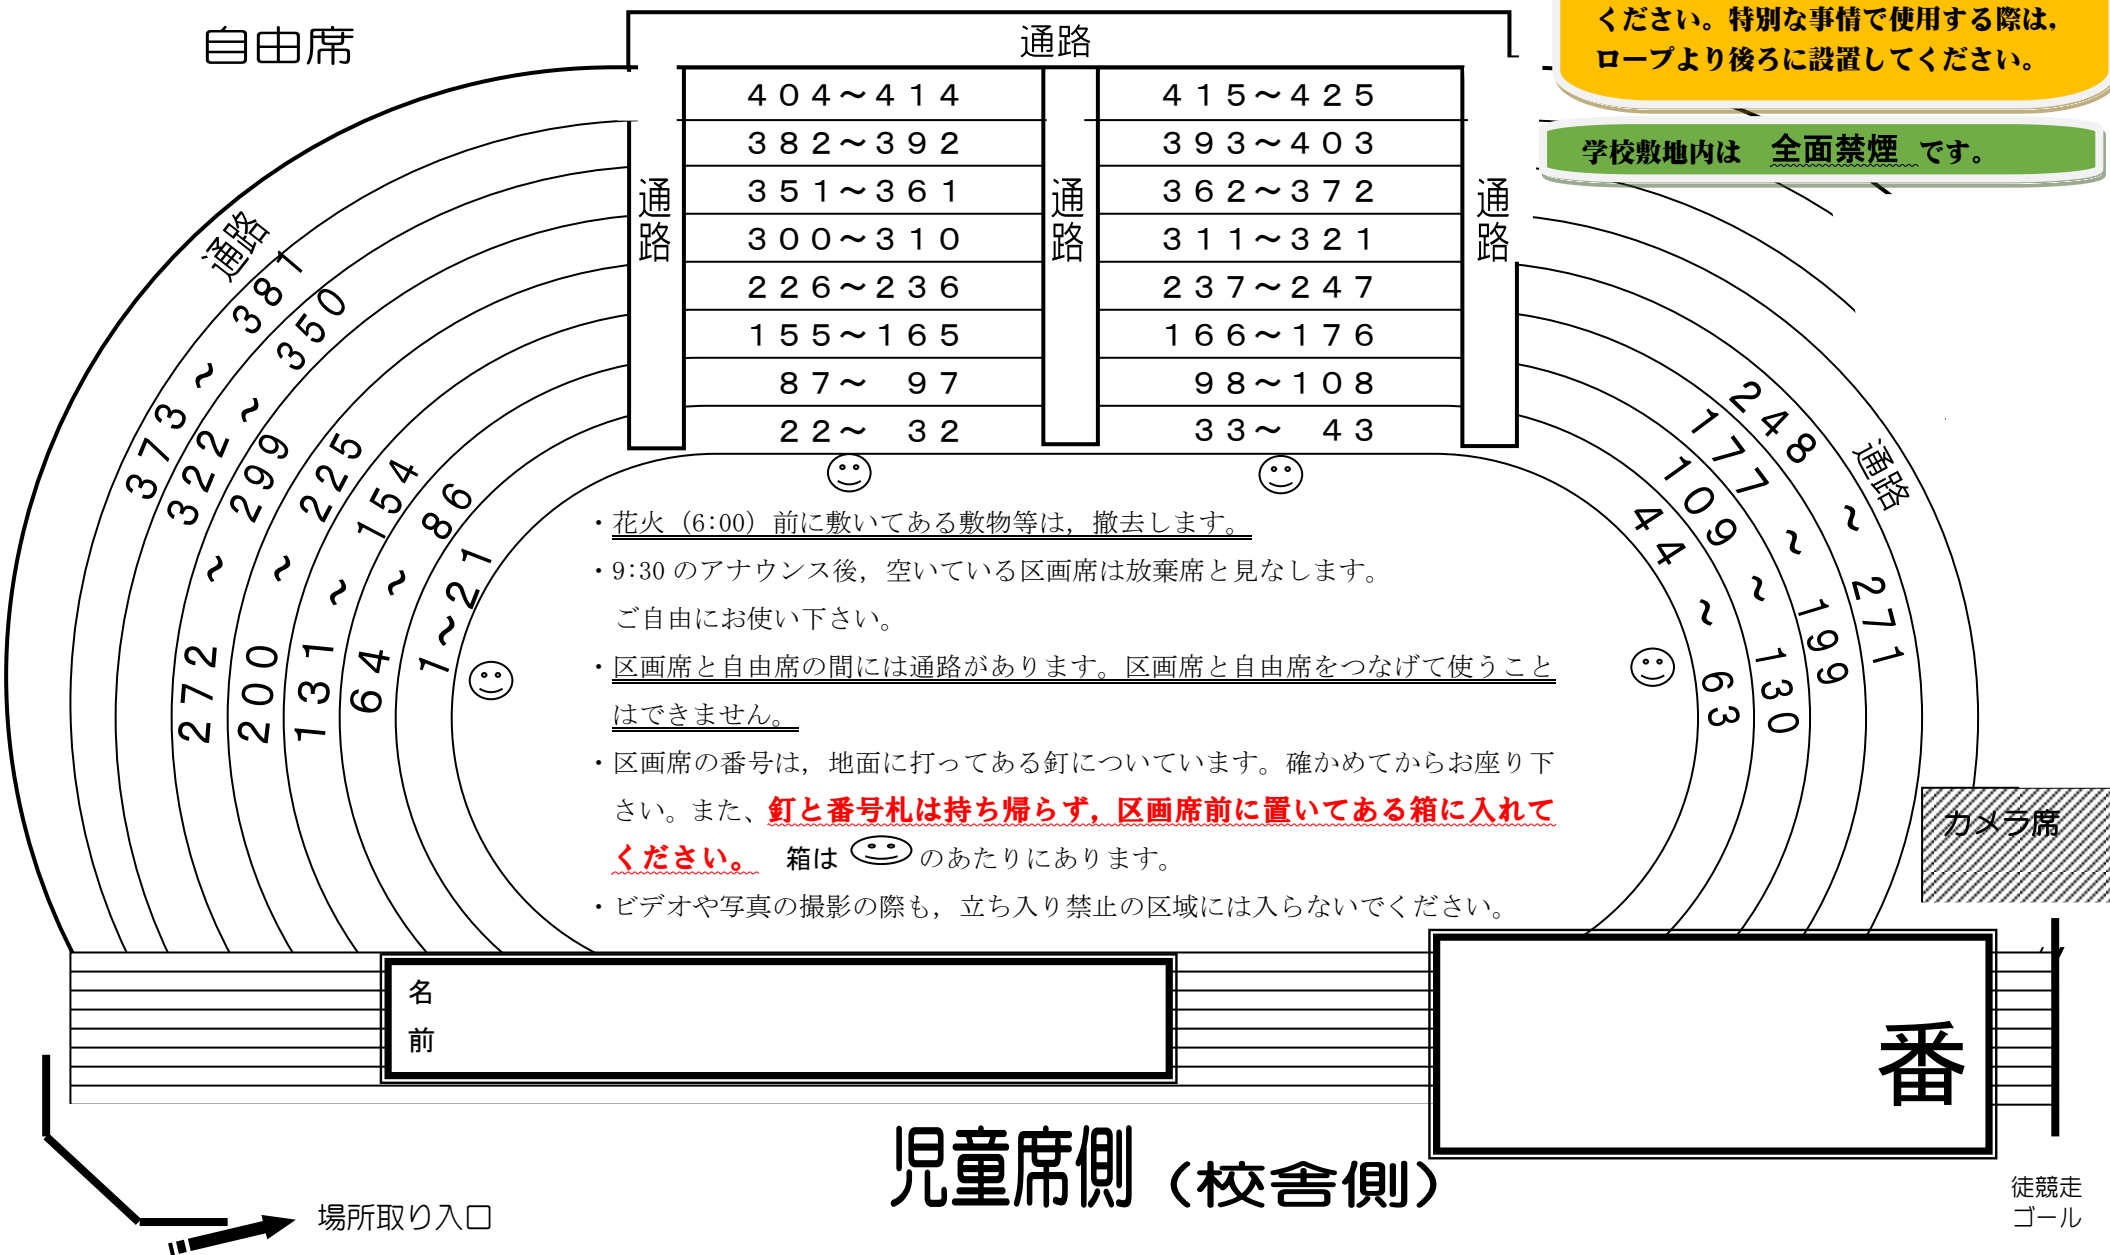 ください。特別な事情で使用する際は，
ロープより後ろに設置してください。
学校敷地内は　全面禁煙　です。
自由席
通路
４０４～４１４
４１５～４２５
３８２～３９２
３９３～４０３
３５１～３６１
３６２～３７２
３００～３１０
３１１～３２１
２２６～２３６
２３７～２４７
１５５～１６５
１６６～１７６
８７～　９７
９８～１０８
２２～　３２
３３～　４３
通路
通路
通路
通路
通路
３７３～３８１
３２２～３５０
２７２～２９９
２００～２２５
１３１～１５４
６４～８６
１～２１
２４８～２７１
１７７～１９９
１０９～１３０
４４～６３
・花火（6:00）前に敷いてある敷物等は，撤去します。
・9:30 のアナウンス後，空いている区画席は放棄席と見なします。
ご自由にお使い下さい。
・区画席と自由席の間には通路があります。区画席と自由席をつなげて使うこと
はできません。
・区画席の番号は，地面に打ってある釘についています。確かめてからお座り下
さい。また、釘と番号札は持ち帰らず，区画席前に置いてある箱に入れて
ください。　箱は　のあたりにあります。
・ビデオや写真の撮影の際も，立ち入り禁止の区域には入らないでください。
カメラ席
名
前
番
児童席側（校舎側）
場所取り入口
徒競走
ゴール